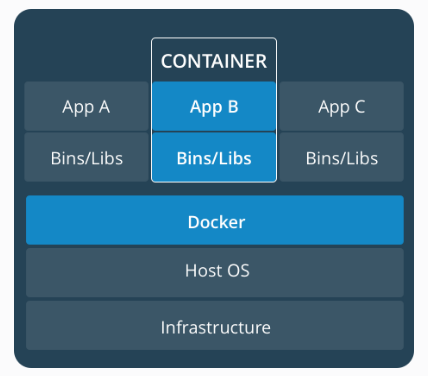 CONTAINER
App A App B App C
Bins/Libs Bins/Libs Bins/Libs
Docker
Host OS
Infrastructure